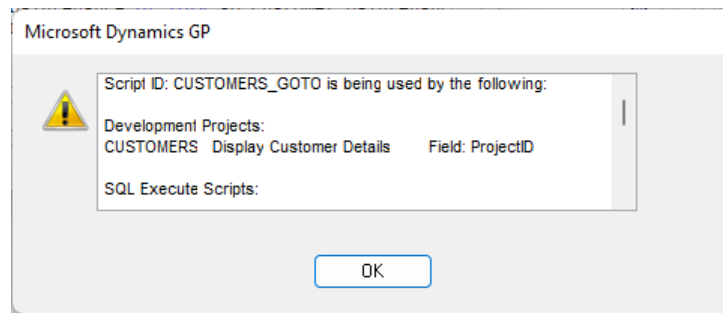 Microsoft Dynamics GP
Script ID: CUSTOMERS_GOTO is being used by the following:
Development Projects:
CUSTOMERS Display Customer Details Field: ProjectID
SQL Execute Scripts:
OK